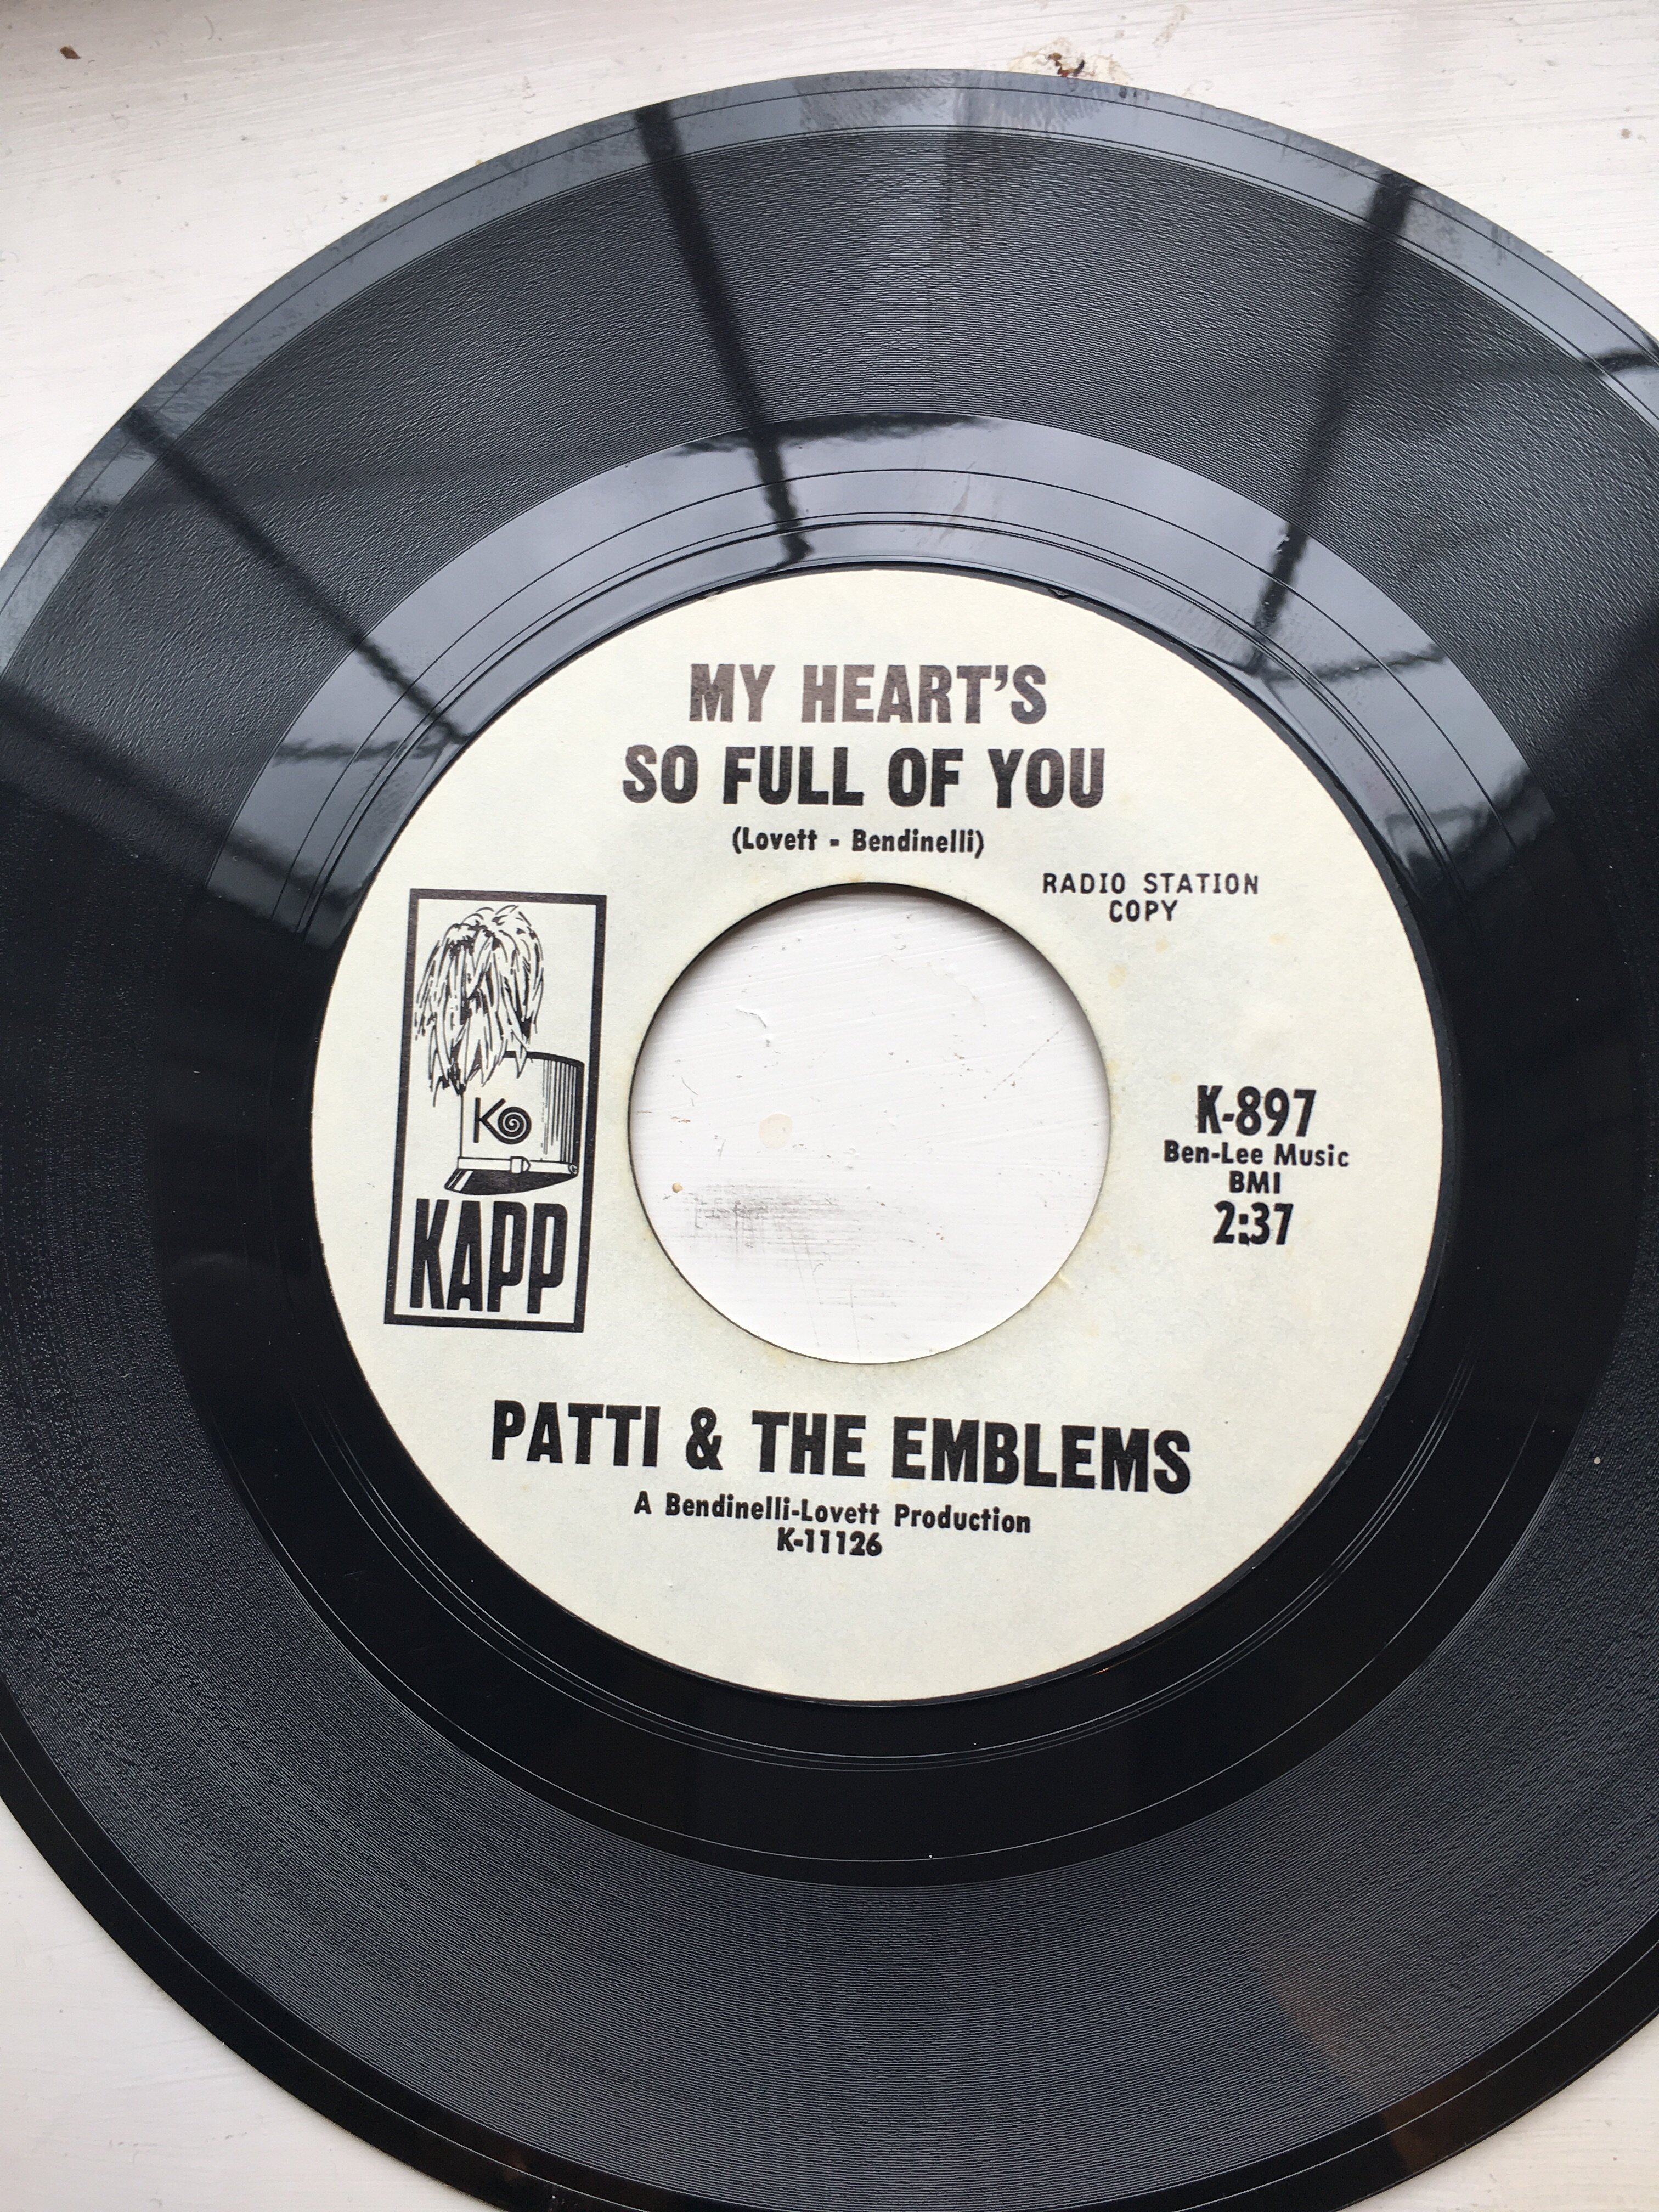 MY HEART'S
SO FULL OF YOU
(Lovett - Bendinelli)
RADIO STATION
COPY
K
KAPP
K-897
Ben-Lee Music
BMI
2:37
PATTI & THE EMBLEMS
A Bendinelli-Lovett Production
K-11126